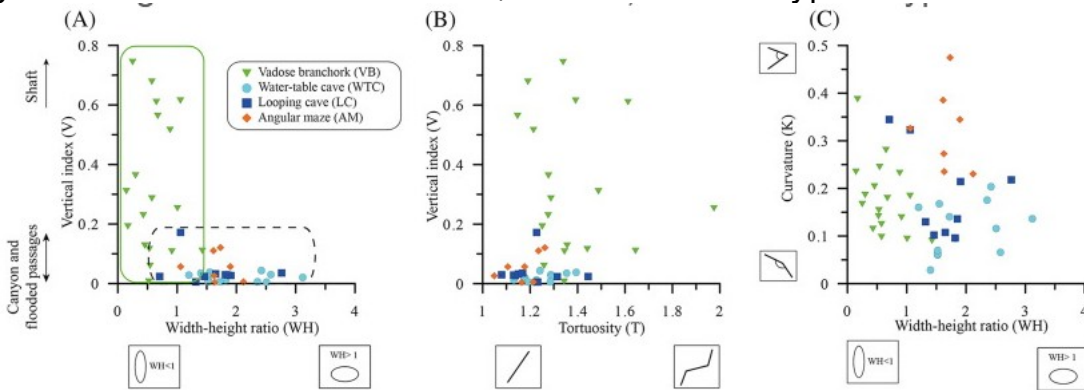 (A)
(B)
(C)
Shaft
Canyon and
flooded passages
Vertical index (V)
0.8
0.6
0.4
0.2
0
0
1
2
3
4
Width-height ratio (WH)
Vadose branchork (VB)
Water-table cave (WTC)
Looping cave (LC)
Angular maze (AM)
WH<1
WH>1
Vertical index (V)
0.8
0.6
0.4
0.2
0
1
1.2
1.4
1.6
1.8
2
Tortuosity (T)
Curvature (K)
0.5
0.4
0.3
0.2
0.1
0
0
1
2
3
4
Width-height ratio (WH)
WH<1
WH>1